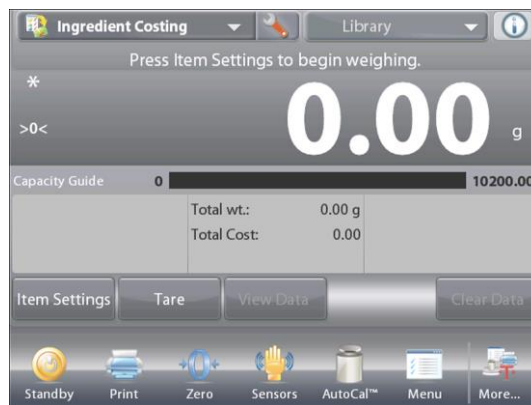 Ingredient Costing Library
Press Item Settings to begin weighing.
*
>0< 0.00 g
Capacity Guide 0 10200.00
Total wt.: 0.00 g
Total Cost: 0.00
Item Settings Tare View Data Clear Data
Standby Print Zero Sensors AutoCal™ Menu More...